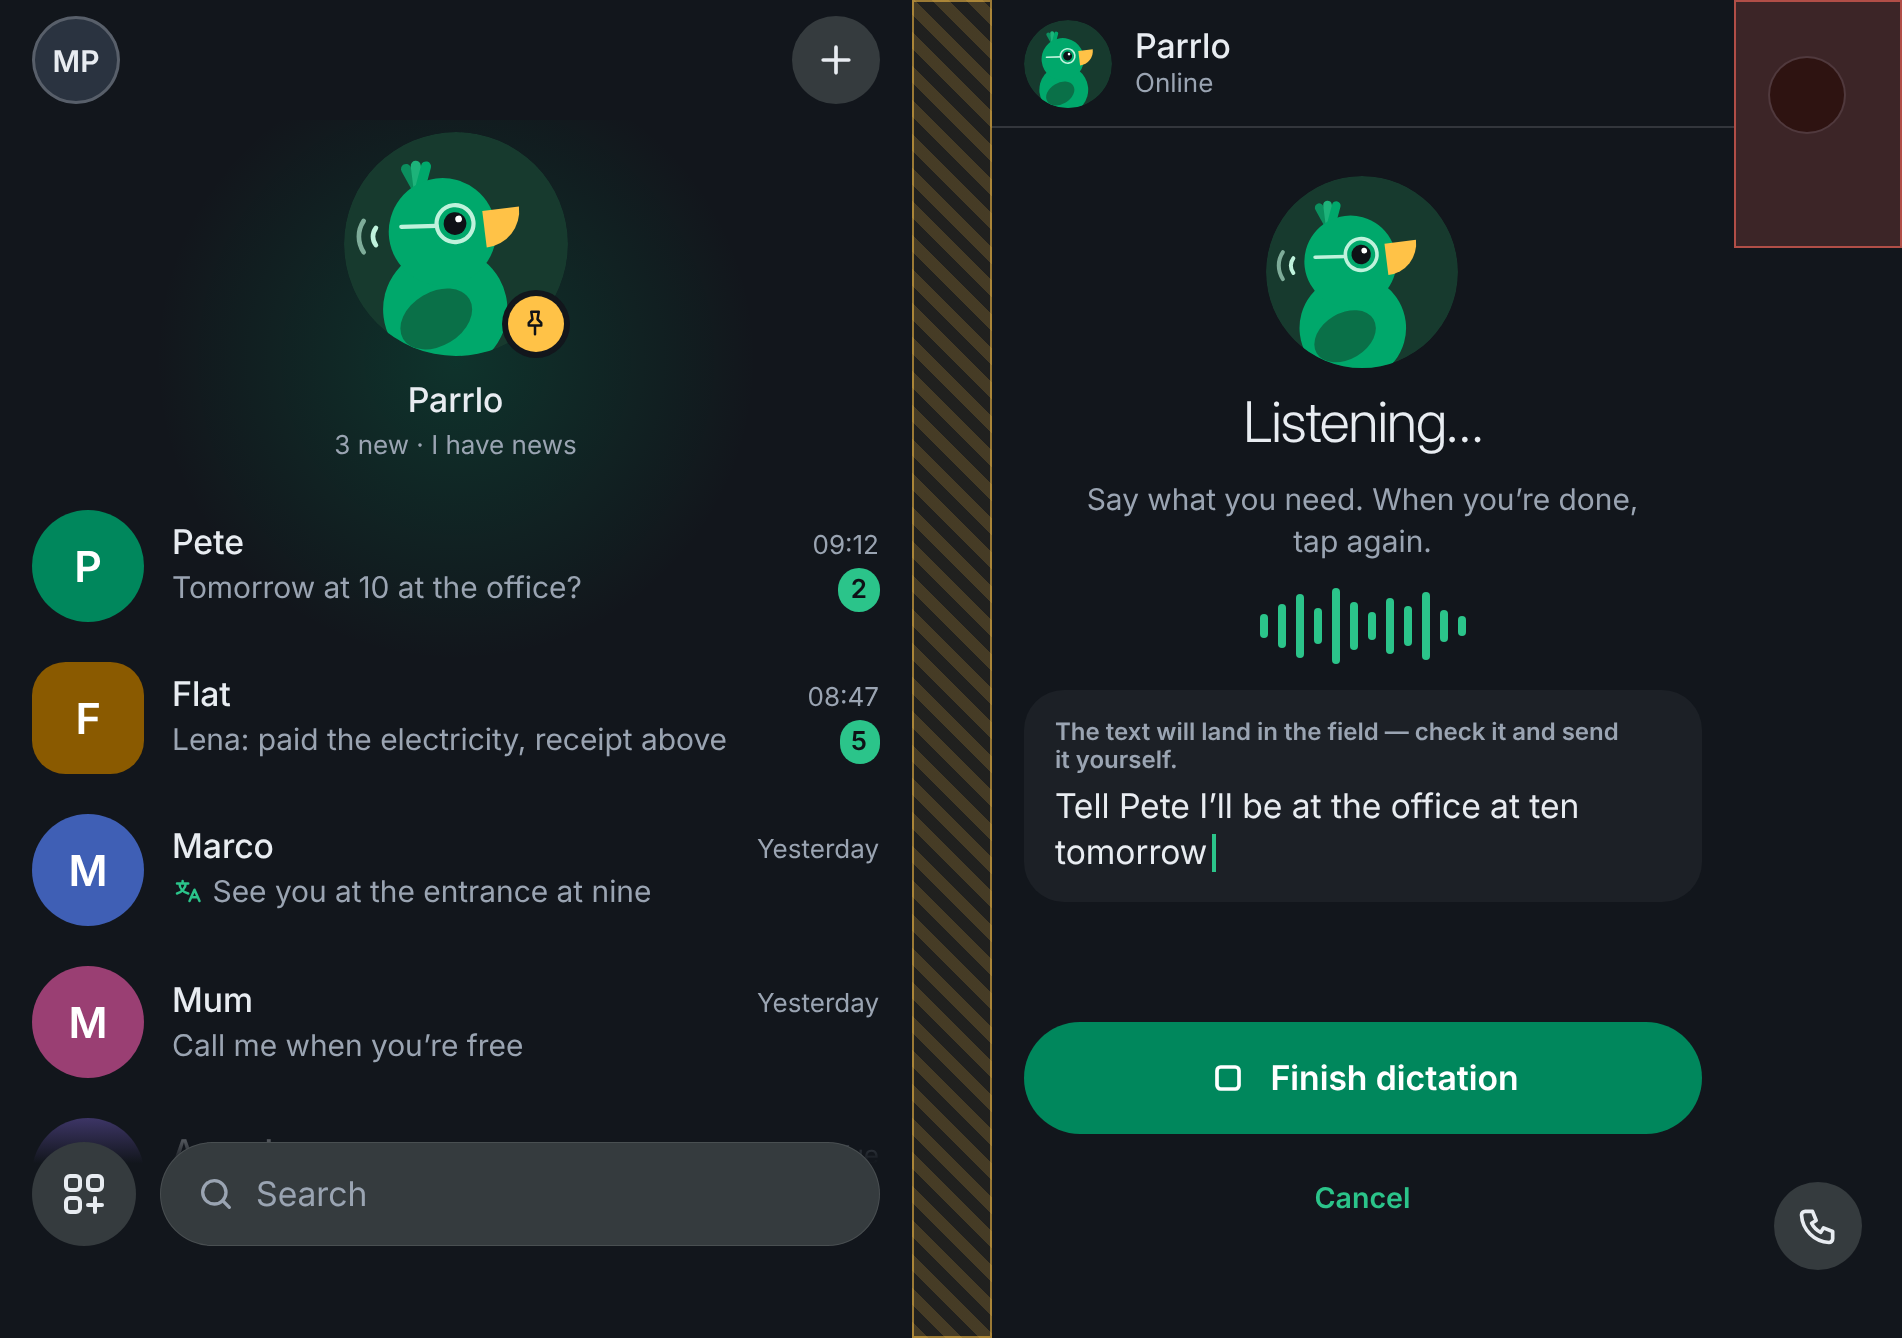 MP
Parrlo
3 new · I have news
P
Pete
09:12
Tomorrow at 10 at the office?
2
F
Flat
08:47
Lena: paid the electricity, receipt above
5
M
Marco
Yesterday
See you at the entrance at nine
M
Mum
Yesterday
Call me when you’re free
Search
Parrlo
Online
Listening...
Say what you need. When you’re done,
tap again.
The text will land in the field — check it and send
it yourself.
Tell Pete I’ll be at the office at ten
tomorrow
Finish dictation
Cancel